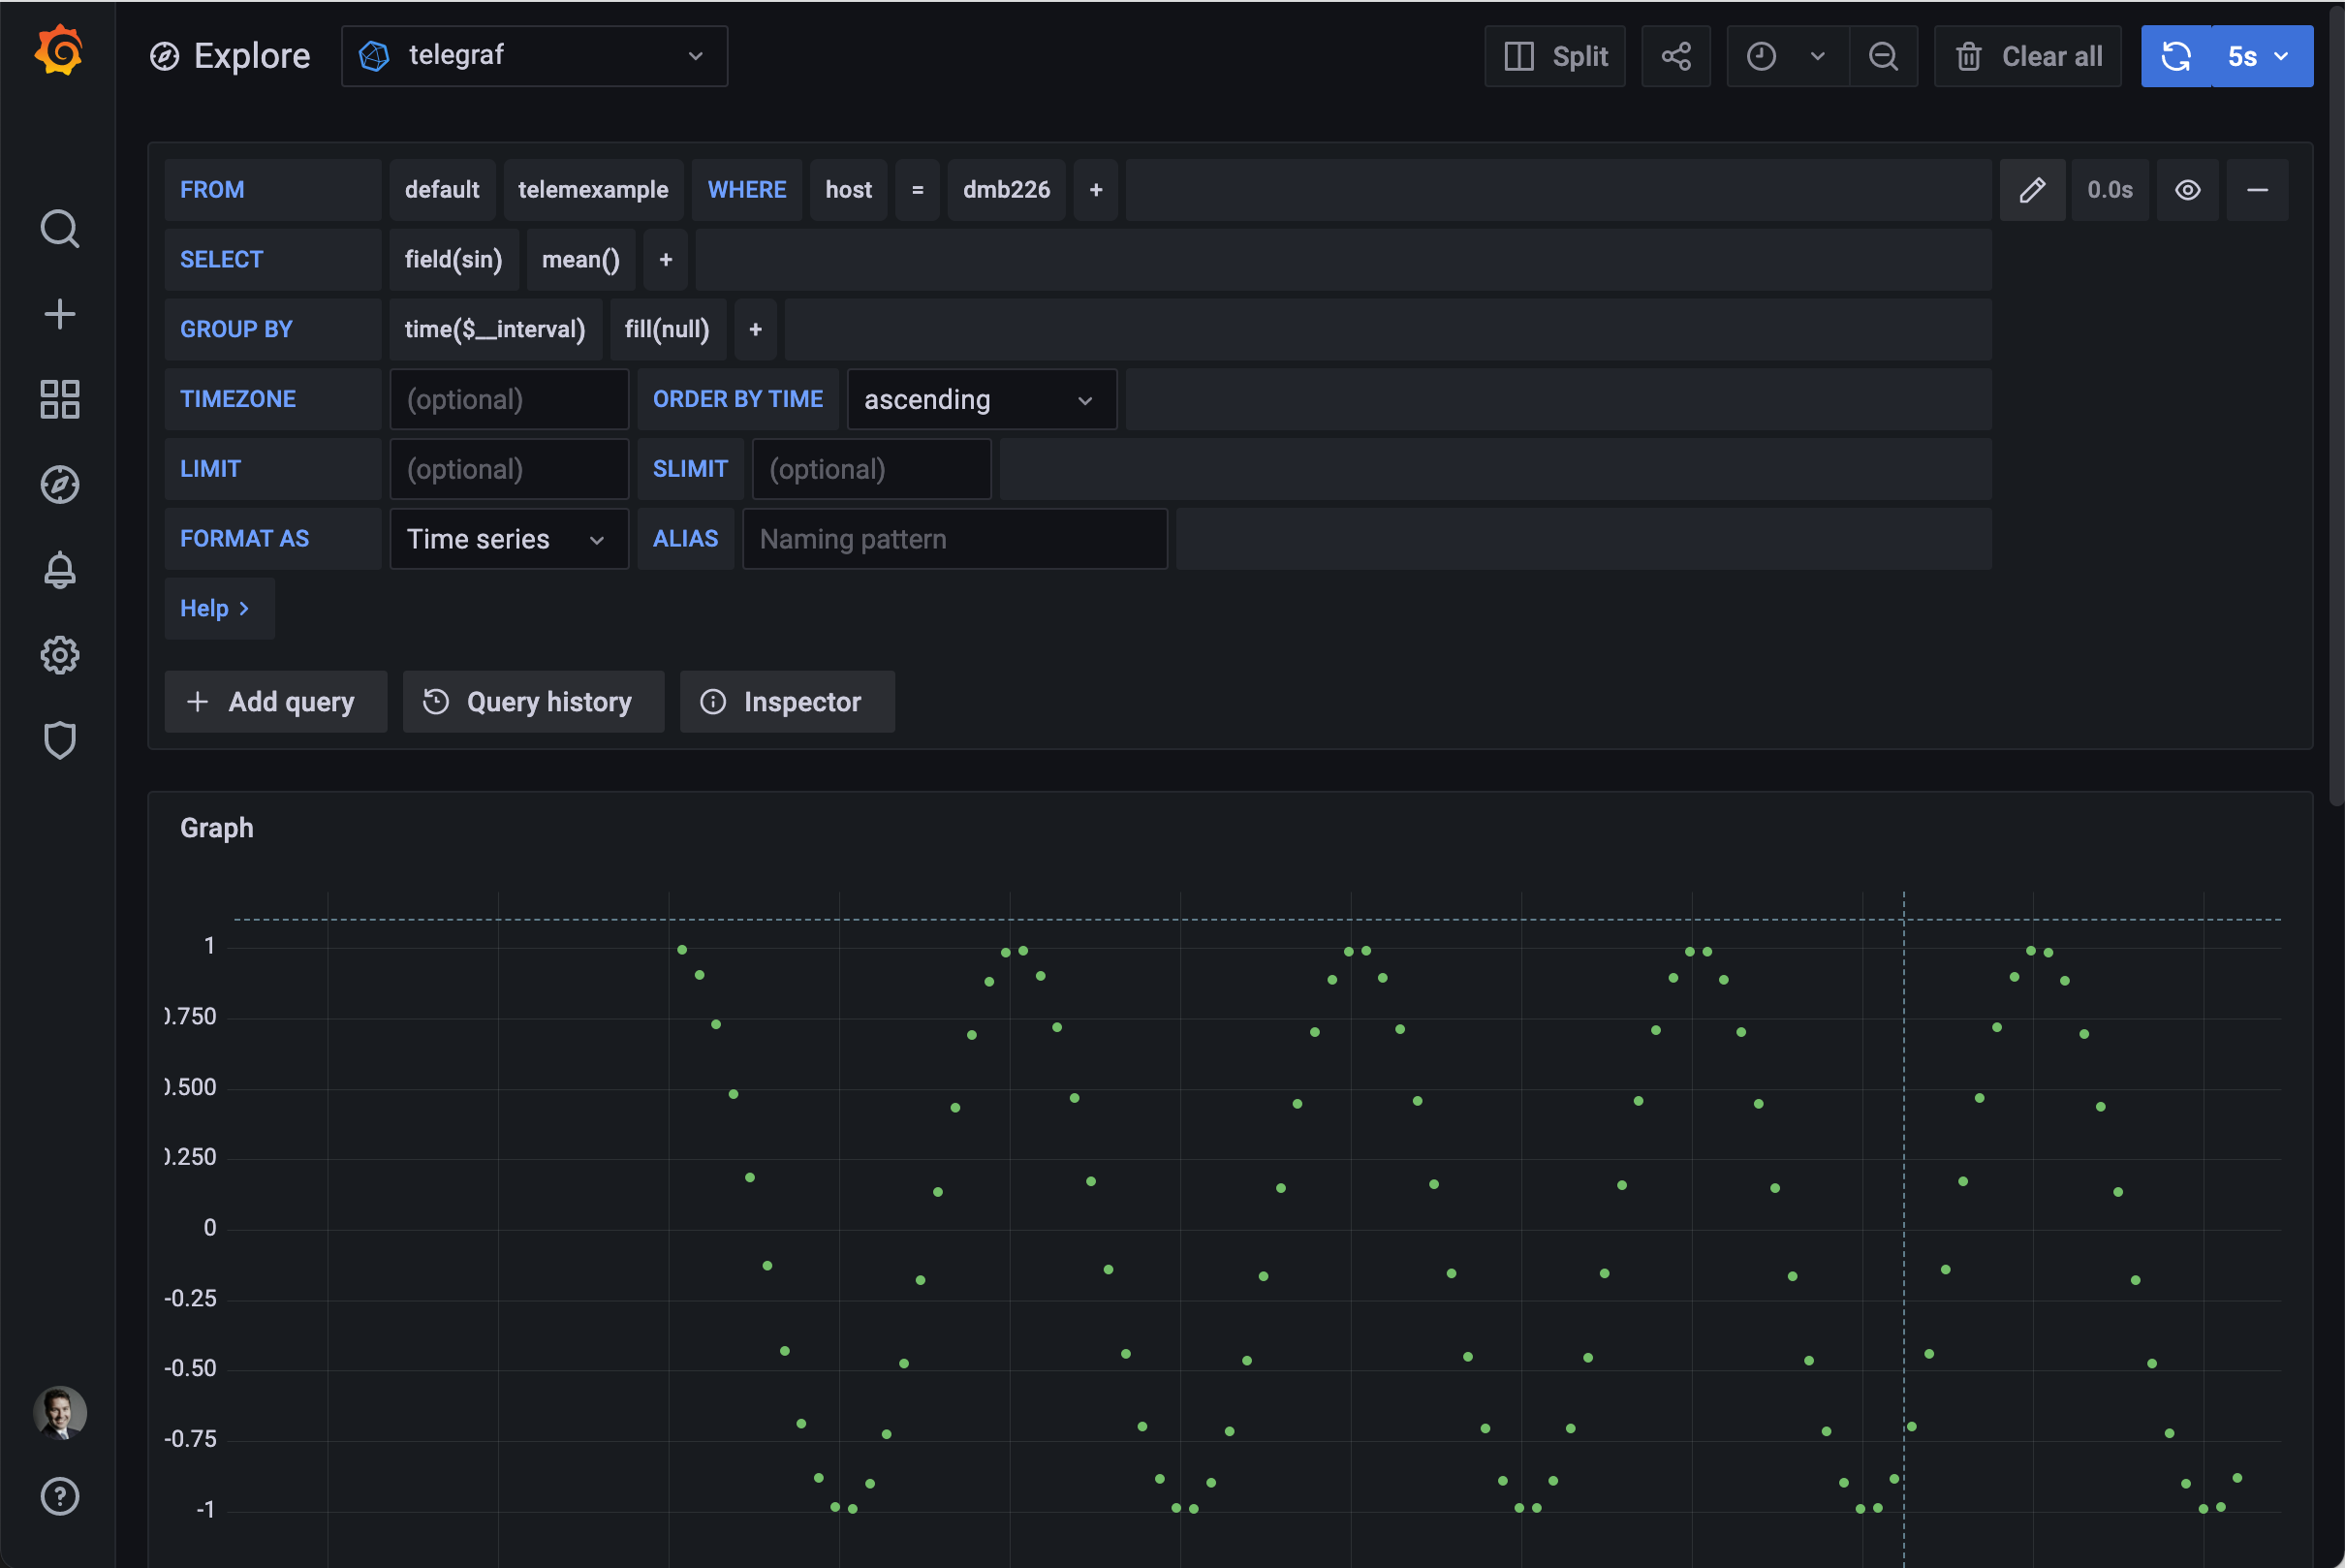 Explore telegraf Split Clear all 5s
FROM default telemexample WHERE host = dmb226 + 0.0s
SELECT field(sin) mean() +
GROUP BY time($__interval) fill(null) +
TIMEZONE (optional) ORDER BY TIME ascending
LIMIT (optional) SLIMIT (optional)
FORMAT AS Time series ALIAS Naming pattern
Help >
+ Add query Query history Inspector
Graph
1
0.750
0.500
0.250
0
-0.25
-0.50
-0.75
-1